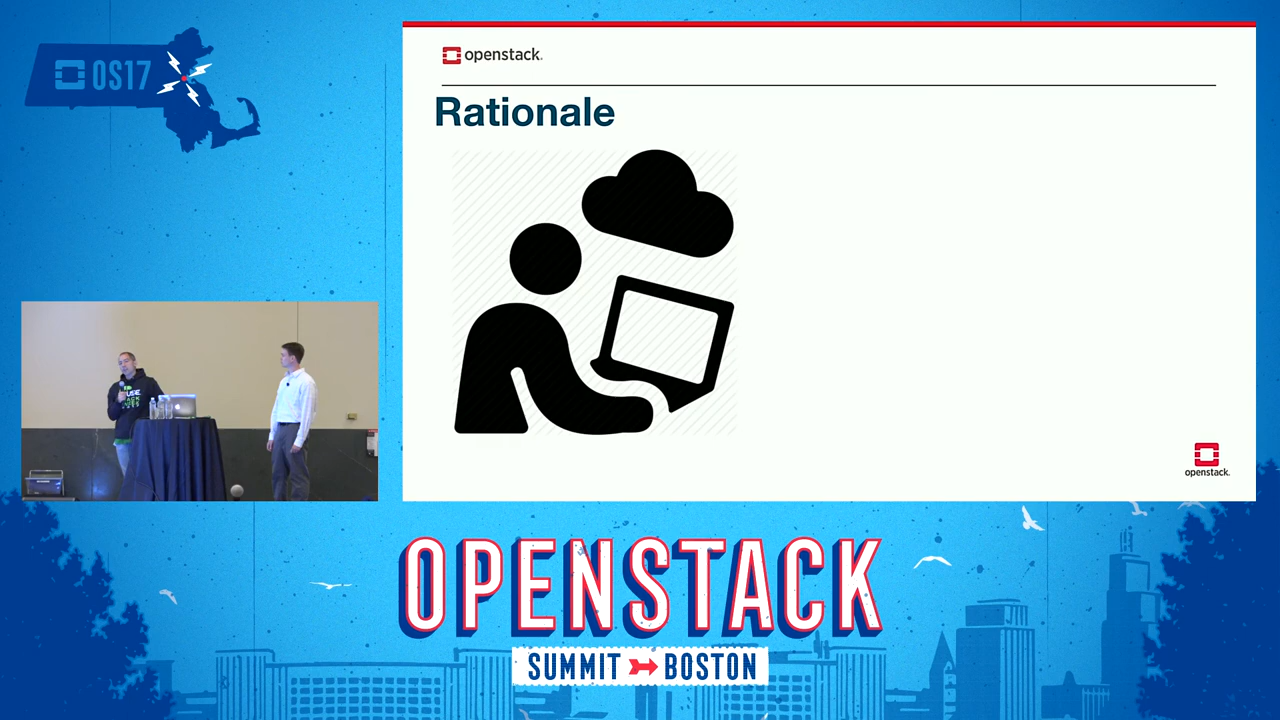 OS17
openstack.
Rationale
openstack.
OPENSTACK
SUMMIT BOSTON